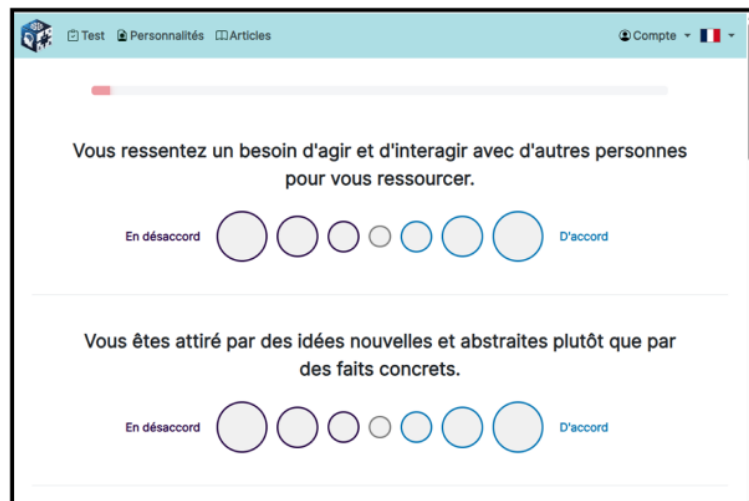 Test Personnalités Articles Compte
Vous ressentez un besoin d'agir et d'interagir avec d'autres personnes
pour vous ressourcer.
En désaccord D'accord
Vous êtes attiré par des idées nouvelles et abstraites plutôt que par
des faits concrets.
En désaccord D'accord